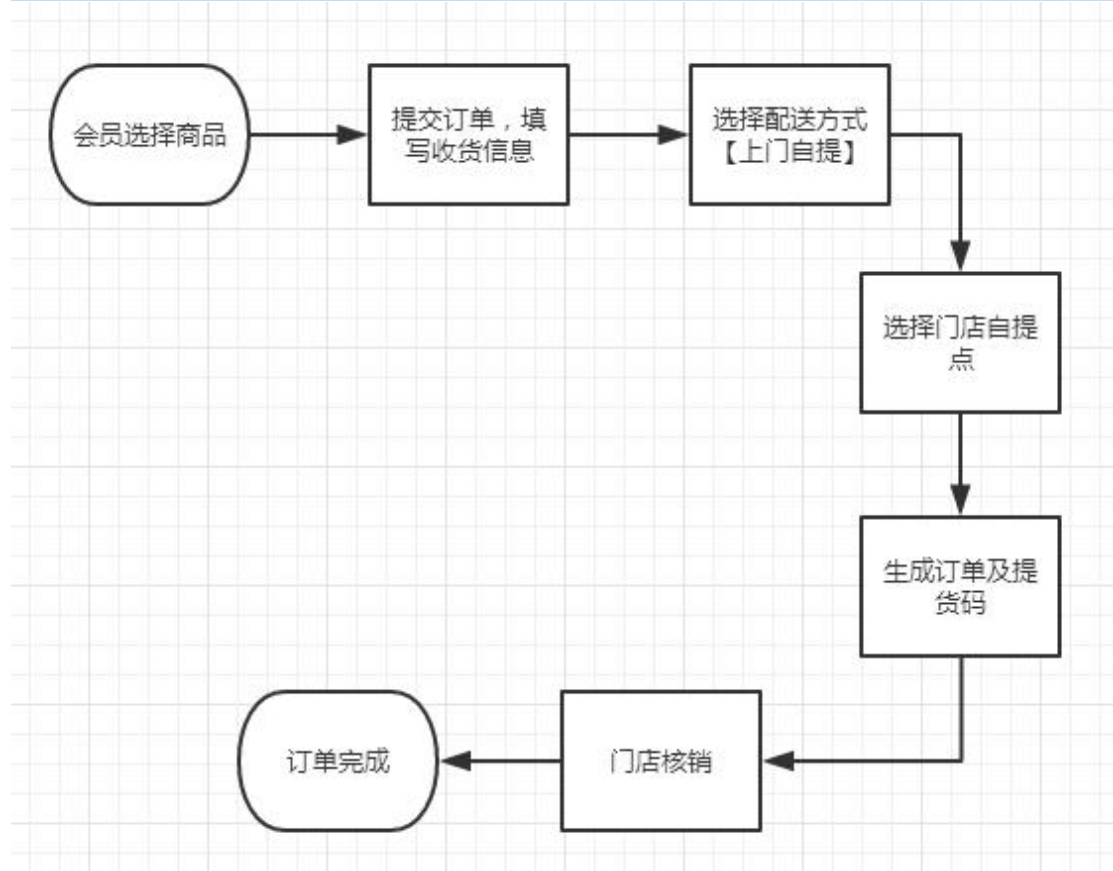 会员选择商品
提交订单，填
写收货信息
选择配送方式
【上门自提】
选择门店自提
点
生成订单及提
货码
门店核销
订单完成